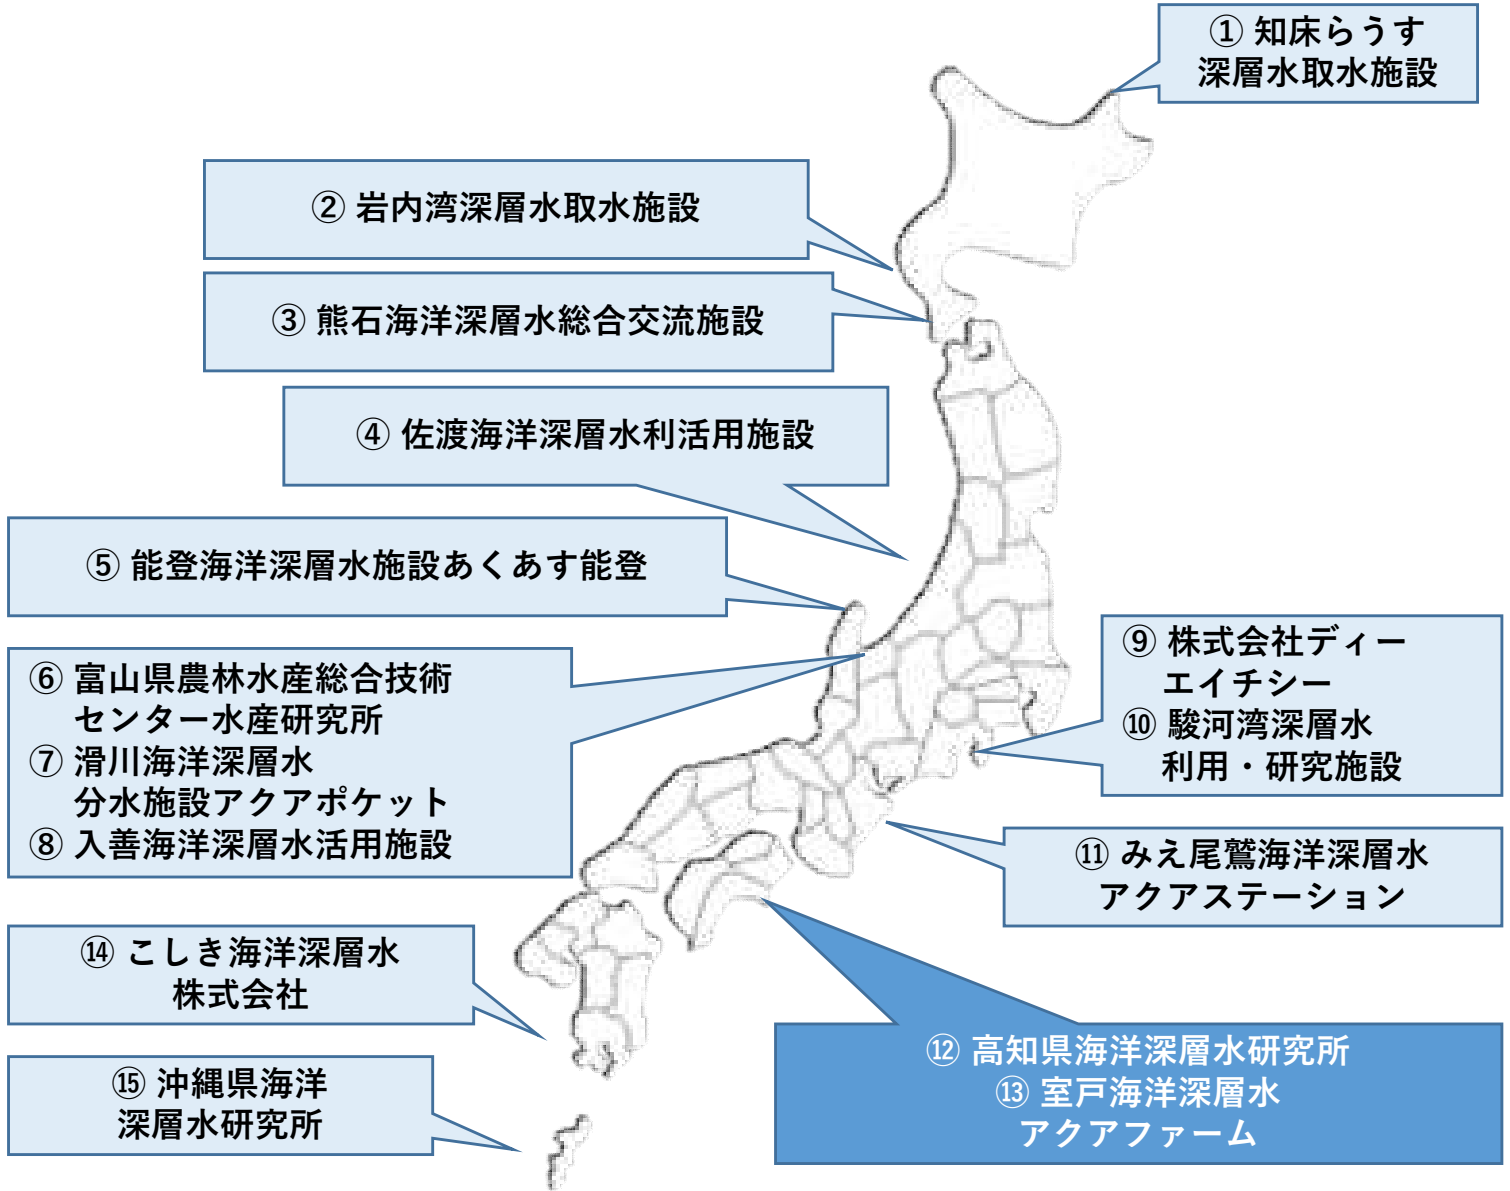 ① 知床らうす
深層水取水施設
② 岩内湾深層水取水施設
③ 熊石海洋深層水総合交流施設
④ 佐渡海洋深層水利活用施設
⑤ 能登海洋深層水施設あくあす能登
⑥ 富山県農林水産総合技術
センター水産研究所
⑦ 滑川海洋深層水
分水施設アクアポケット
⑧ 入善海洋深層水活用施設
⑨ 株式会社ディー
エイチシー
⑩ 駿河湾深層水
利用・研究施設
⑪ みえ尾鷲海洋深層水
アクアステーション
⑫ 高知県海洋深層水研究所
⑬ 室戸海洋深層水
アクアファーム
⑭ こしき海洋深層水
株式会社
⑮ 沖縄県海洋
深層水研究所